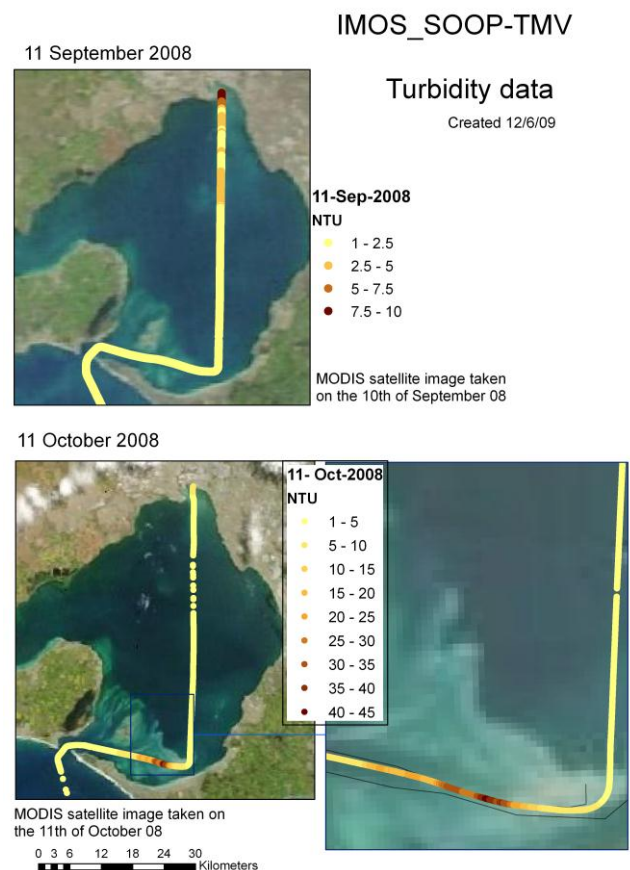 IMOS_SOOP-TMV
11 September 2008
Turbidity data
Created 12/6/09
11-Sep-2008
NTU
1 - 2.5
2.5 - 5
5 - 7.5
7.5 - 10
MODIS satellite image taken
on the 10th of September 08
11 October 2008
11- Oct-2008
NTU
1 - 5
5 - 10
10 - 15
15 - 20
20 - 25
25 - 30
30 - 35
35 - 40
40 - 45
MODIS satellite image taken on
the 11th of October 08
0 3 6 12 18 24 30
Kilometers